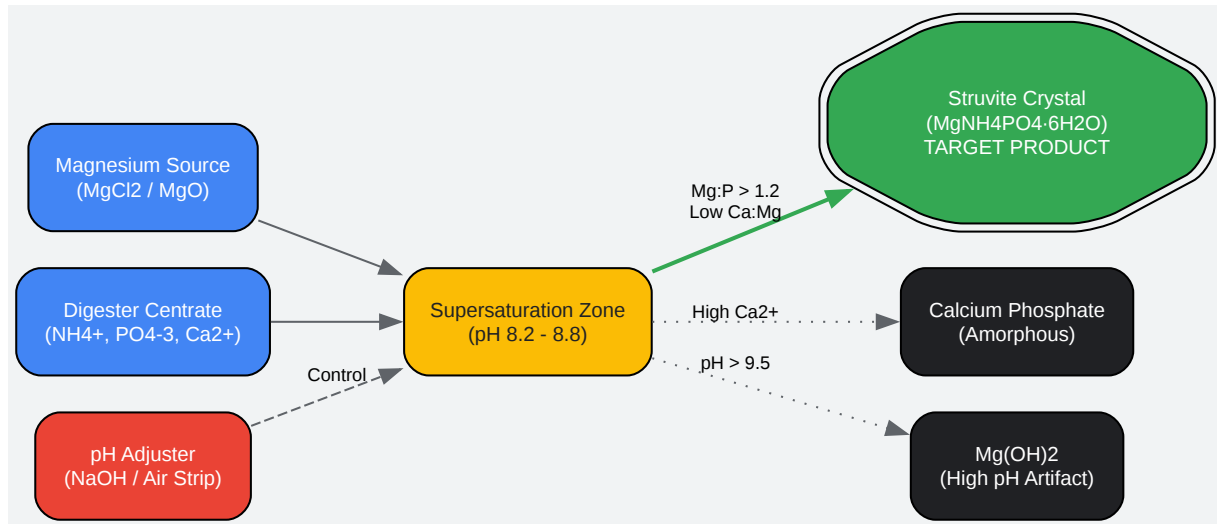 Magnesium Source
(MgCl2 / MgO)
Digester Centrate
(NH4+, PO4-3, Ca2+)
pH Adjuster
(NaOH / Air Strip)
Control
Supersaturation Zone
(pH 8.2 - 8.8)
Mg:P > 1.2
Low Ca:Mg
High Ca2+
pH > 9.5
Struvite Crystal
(MgNH4PO4·6H2O)
TARGET PRODUCT
Calcium Phosphate
(Amorphous)
Mg(OH)2
(High pH Artifact)